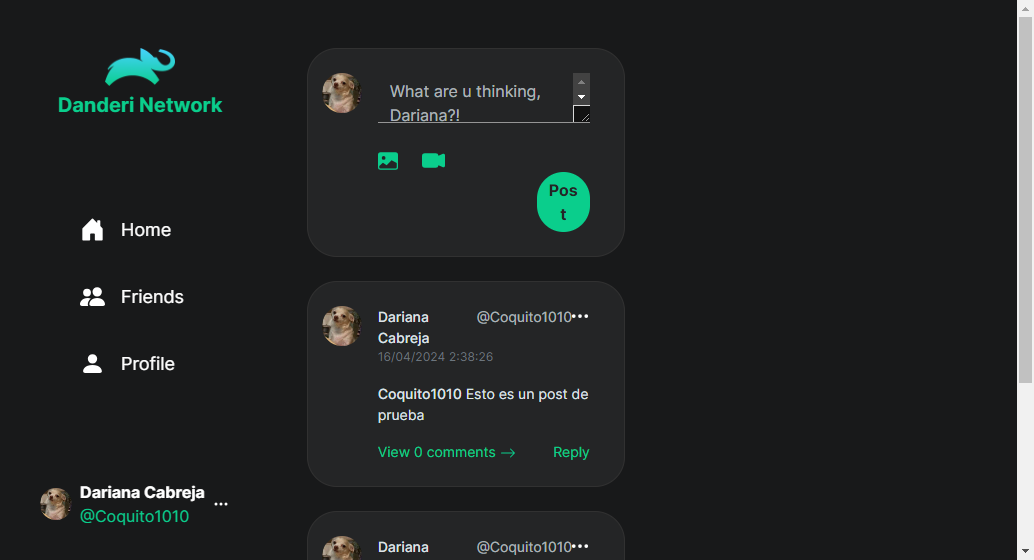 Danderi Network
Home
Friends
Profile
Dariana Cabreja
@Coquito1010
What are u thinking,
Dariana?!
Pos
t
Dariana
Cabreja
@Coquito1010
16/04/2024 2:38:26
Coquito1010 Esto es un post de
prueba
View 0 comments →
Reply
Dariana
@Coquito1010